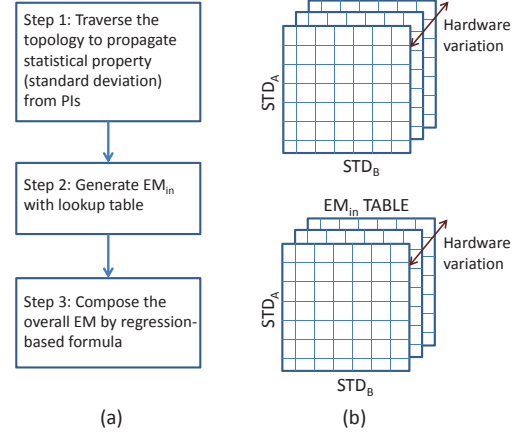 Step 1: Traverse the
topology to propagate
statistical property
(standard deviation)
from PIs
Step 2: Generate EMin
with lookup table
Step 3: Compose the
overall EM by regression-
based formula
(a)
Hardware
variation
STDA
STDB
EMin TABLE
Hardware
variation
STDA
STDB
(b)